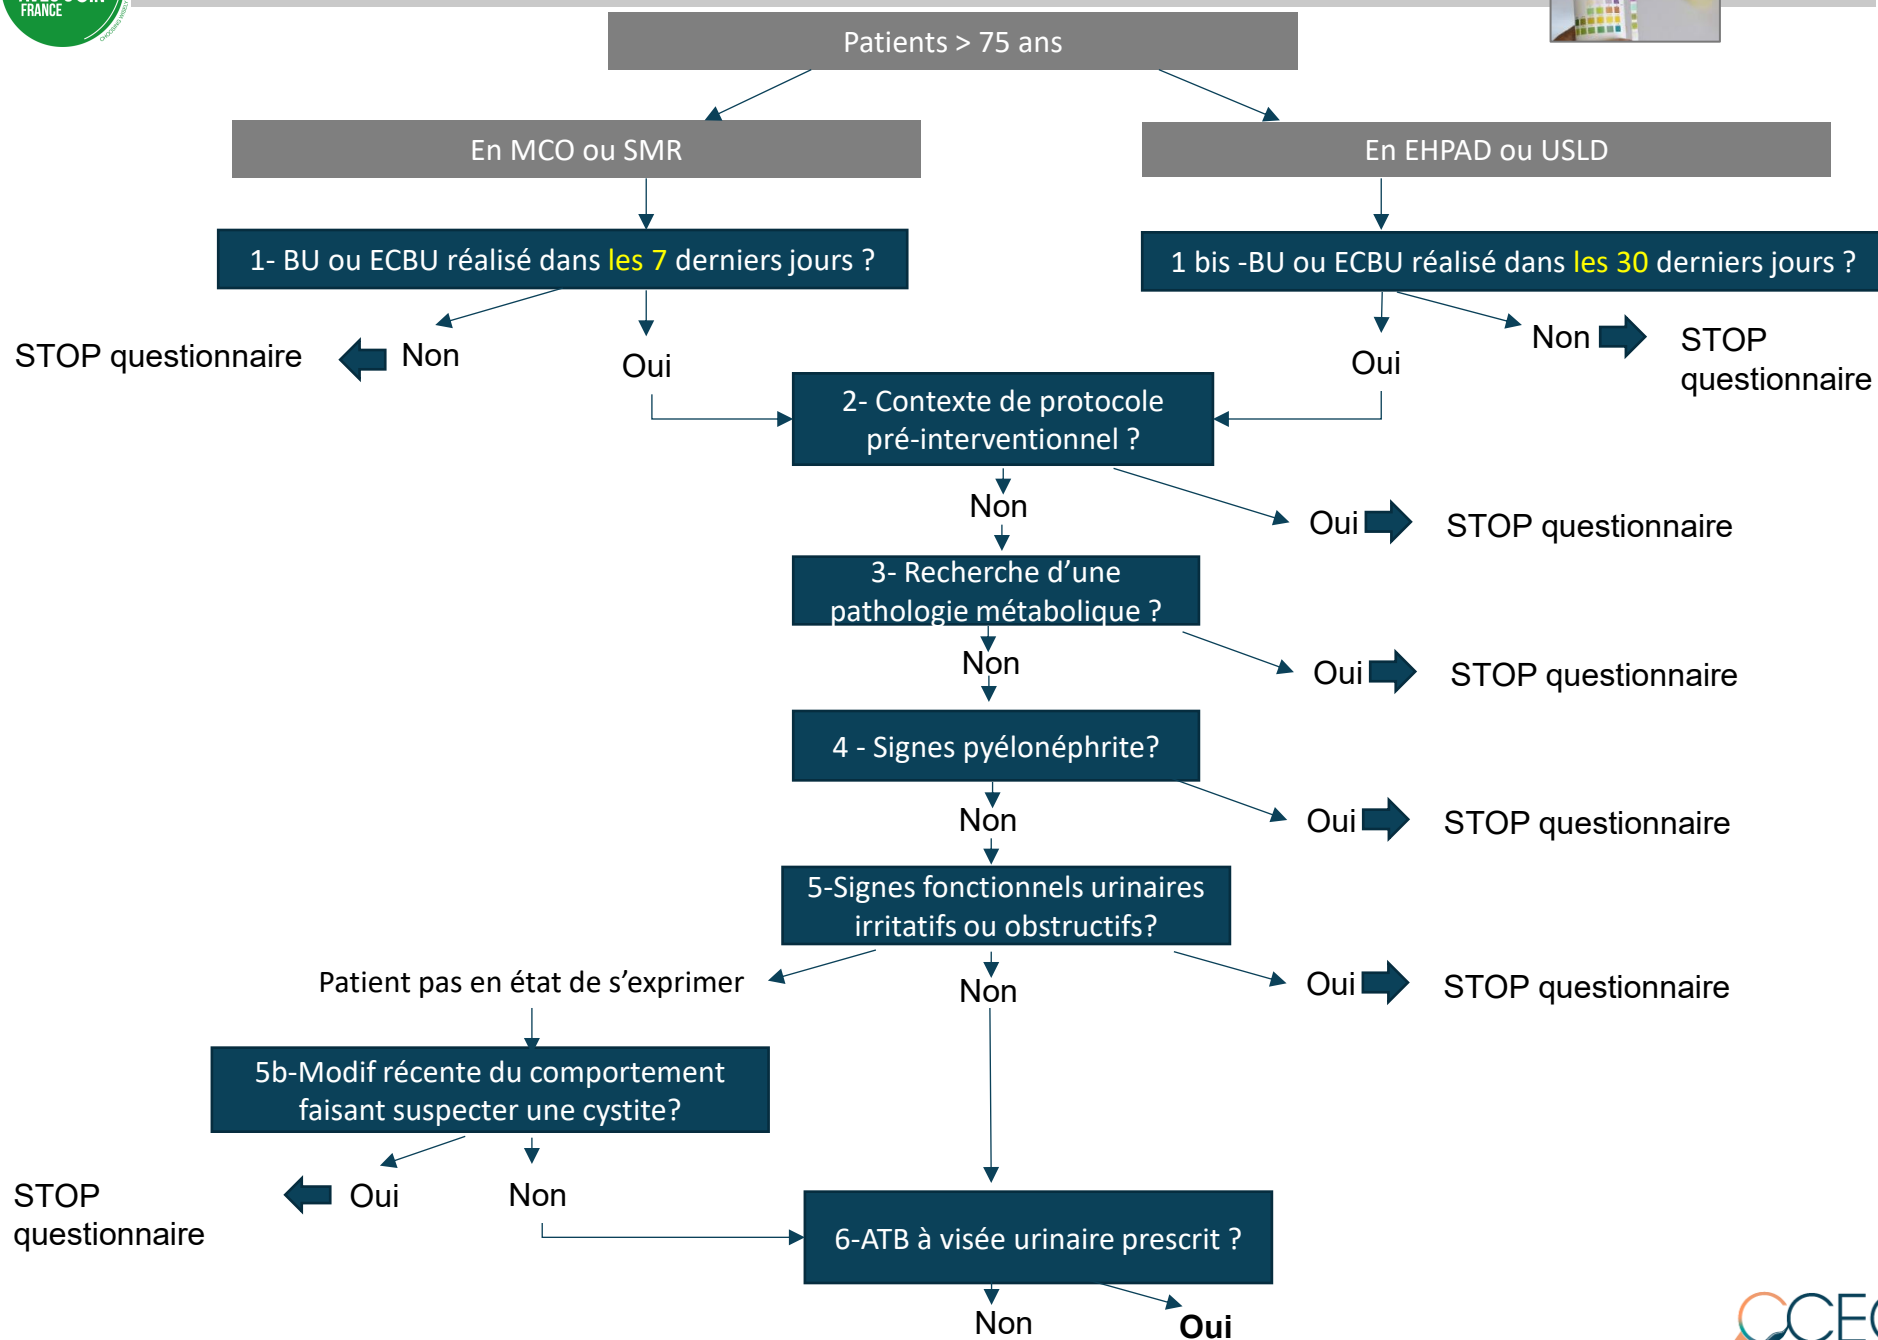 FRANCE
Patients > 75 ans
En MCO ou SMR
En EHPAD ou USLD
1- BU ou ECBU réalisé dans les 7 derniers jours ?
1 bis -BU ou ECBU réalisé dans les 30 derniers jours ?
STOP questionnaire
Non
Oui
Oui
Non
STOP
questionnaire
2- Contexte de protocole
pré-interventionnel ?
Non
Oui
STOP questionnaire
3- Recherche d’une
pathologie métabolique ?
Non
Oui
STOP questionnaire
4 - Signes pyélonéphrite?
Non
Oui
STOP questionnaire
5-Signes fonctionnels urinaires
irritatifs ou obstructifs?
Patient pas en état de s’exprimer
Non
Oui
STOP questionnaire
5b-Modif récente du comportement
faisant suspecter une cystite?
STOP
questionnaire
Oui
Non
6-ATB à visée urinaire prescrit ?
Non
Oui